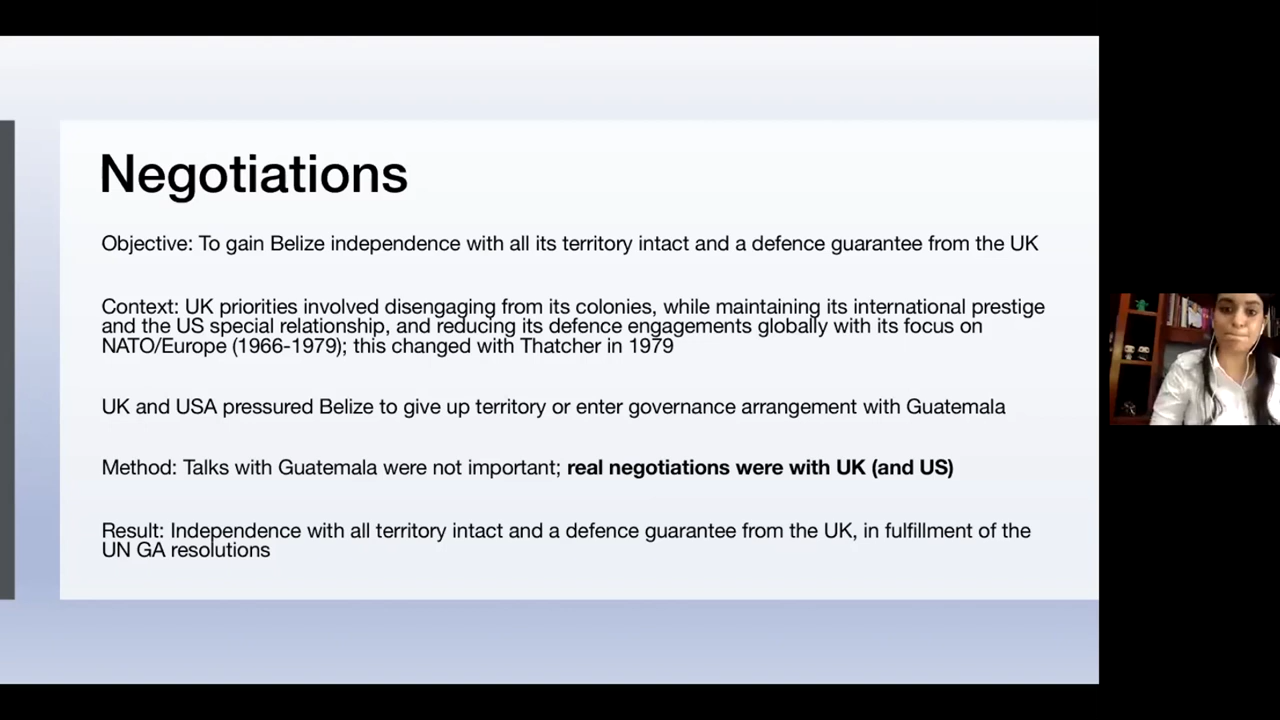 Negotiations
Objective: To gain Belize independence with all its territory intact and a defence guarantee from the UK
Context: UK priorities involved disengaging from its colonies, while maintaining its international prestige
and the US special relationship, and reducing its defence engagements globally with its focus on
NATO/Europe (1966-1979); this changed with Thatcher in 1979
UK and USA pressured Belize to give up territory or enter governance arrangement with Guatemala
Method: Talks with Guatemala were not important; real negotiations were with UK (and US)
Result: Independence with all territory intact and a defence guarantee from the UK, in fulfillment of the
UN GA resolutions